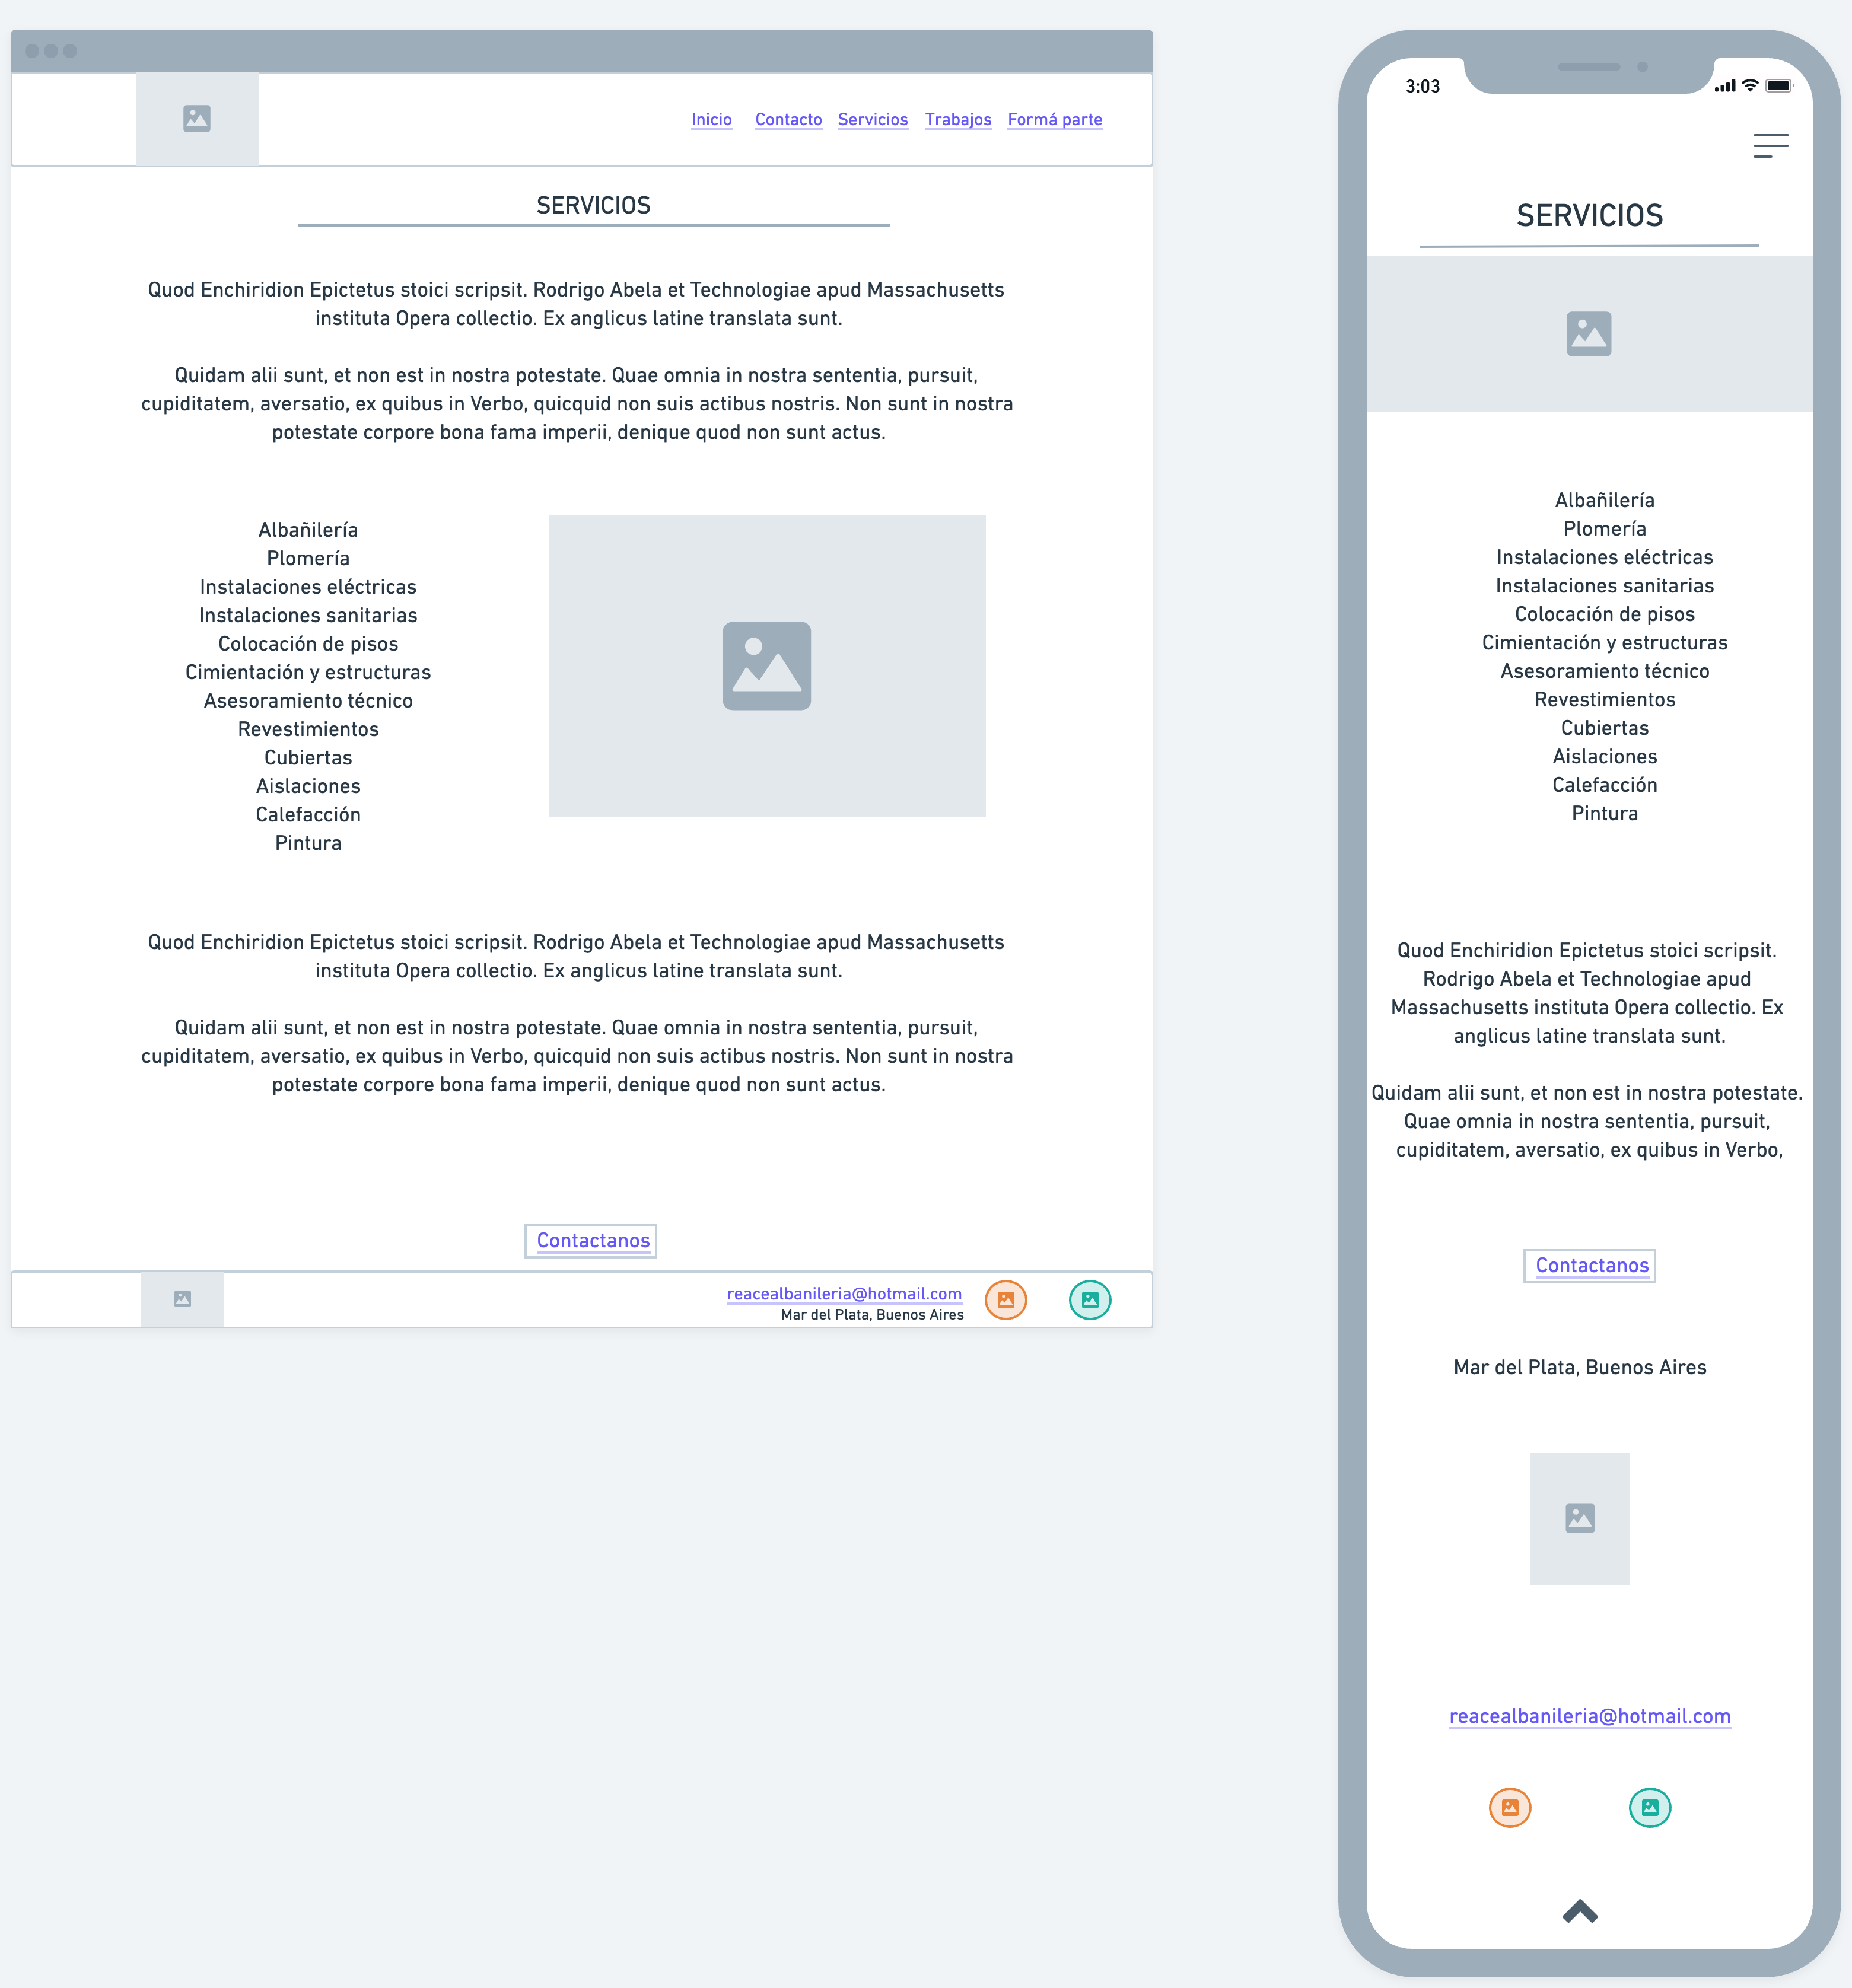 Inicio Contacto Servicios Trabajos Formá parte
SERVICIOS
Quod Enchiridion Epictetus stoici scripsit. Rodrigo Abela et Technologiae apud Massachusetts
instituta Opera collectio. Ex anglicus latine translata sunt.
Quidam alii sunt, et non est in nostra potestate. Quae omnia in nostra sententia, pursuit,
cupiditatem, aversatio, ex quibus in Verbo, quicquid non suis actibus nostris. Non sunt in nostra
potestate corpore bona fama imperii, denique quod non sunt actus.
Albañilería
Plomería
Instalaciones eléctricas
Instalaciones sanitarias
Colocación de pisos
Cimientación y estructuras
Asesoramiento técnico
Revestimientos
Cubiertas
Aislaciones
Calefacción
Pintura
Quod Enchiridion Epictetus stoici scripsit. Rodrigo Abela et Technologiae apud Massachusetts
instituta Opera collectio. Ex anglicus latine translata sunt.
Quidam alii sunt, et non est in nostra potestate. Quae omnia in nostra sententia, pursuit,
cupiditatem, aversatio, ex quibus in Verbo, quicquid non suis actibus nostris. Non sunt in nostra
potestate corpore bona fama imperii, denique quod non sunt actus.
Contactanos
reacealbanileria@hotmail.com
Mar del Plata, Buenos Aires
3:03
SERVICIOS
Albañilería
Plomería
Instalaciones eléctricas
Instalaciones sanitarias
Colocación de pisos
Cimientación y estructuras
Asesoramiento técnico
Revestimientos
Cubiertas
Aislaciones
Calefacción
Pintura
Quod Enchiridion Epictetus stoici scripsit.
Rodrigo Abela et Technologiae apud
Massachusetts instituta Opera collectio. Ex
anglicus latine translata sunt.
Quidam alii sunt, et non est in nostra potestate.
Quae omnia in nostra sententia, pursuit,
cupiditatem, aversatio, ex quibus in Verbo,
Contactanos
Mar del Plata, Buenos Aires
reacealbanileria@hotmail.com